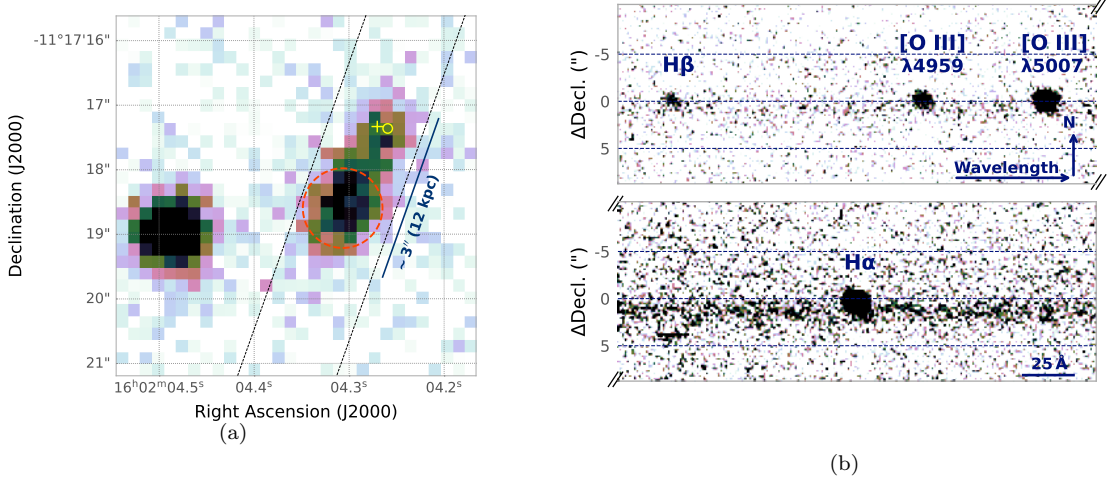 -11°17'16"
17"
18"
19"
20"
21"
Declination (J2000)
16ʰ02ᵐ04.5ˢ
04.4ˢ
04.3ˢ
04.2ˢ
Right Ascension (J2000)
~ 3" (12 kpc)
(a)
-5
0
5
ΔDecl. (")
Hβ
[O III]
λ4959
[O III]
λ5007
N
Wavelength
-5
0
5
ΔDecl. (")
Hα
25 Å
(b)